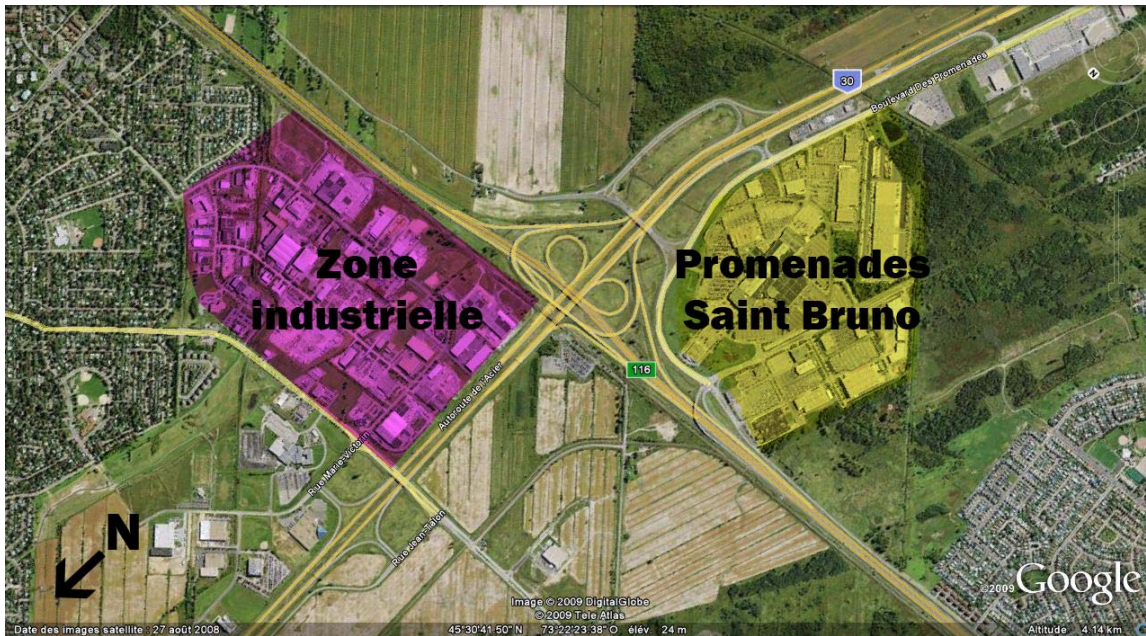 30
Boulevard Des Promenades
N
Zone
industrielle
Promenades
Saint Bruno
116
Autoroute de l'Acier
Rue Marie-Victorin
Rue Jean-Talon
N
Image © 2009 DigitalGlobe
© 2009 Tele Atlas
©2009 Google
Date des images satellite : 27 août 2008
45°30'41.50" N 73°22'23.38" O élév. 24 m
Altitude 4.14 km